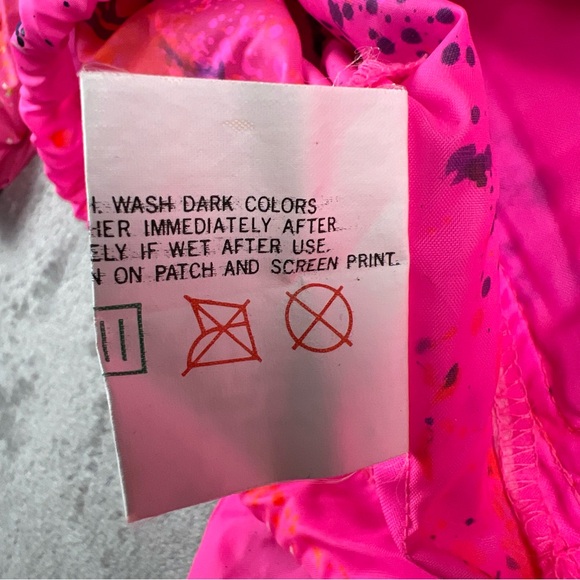 . WASH DARK COLORS
HER IMMEDIATELY AFTER
ELY IF WET AFTER USE.
ON PATCH AND SCREEN PRINT.